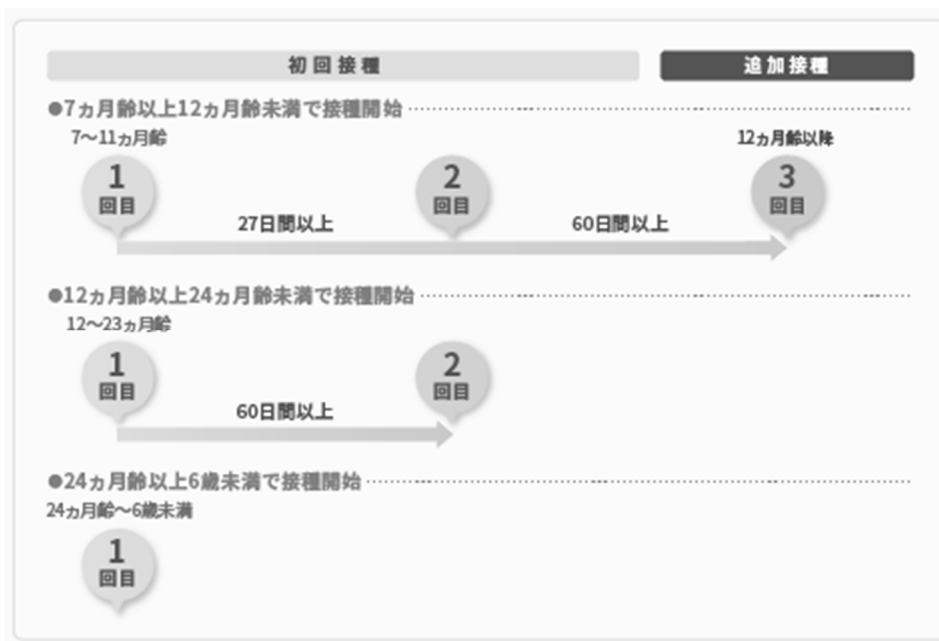 初回接種 追加接種
●7ヵ月齢以上12ヵ月齢未満で接種開始
7〜11ヵ月齢 12ヵ月齢以降
1 2 3
回目 回目 回目
27日間以上 60日間以上
●12ヵ月齢以上24ヵ月齢未満で接種開始
12〜23ヵ月齢
1 2
回目 回目
60日間以上
●24ヵ月齢以上6歳未満で接種開始
24ヵ月齢〜6歳未満
1
回目